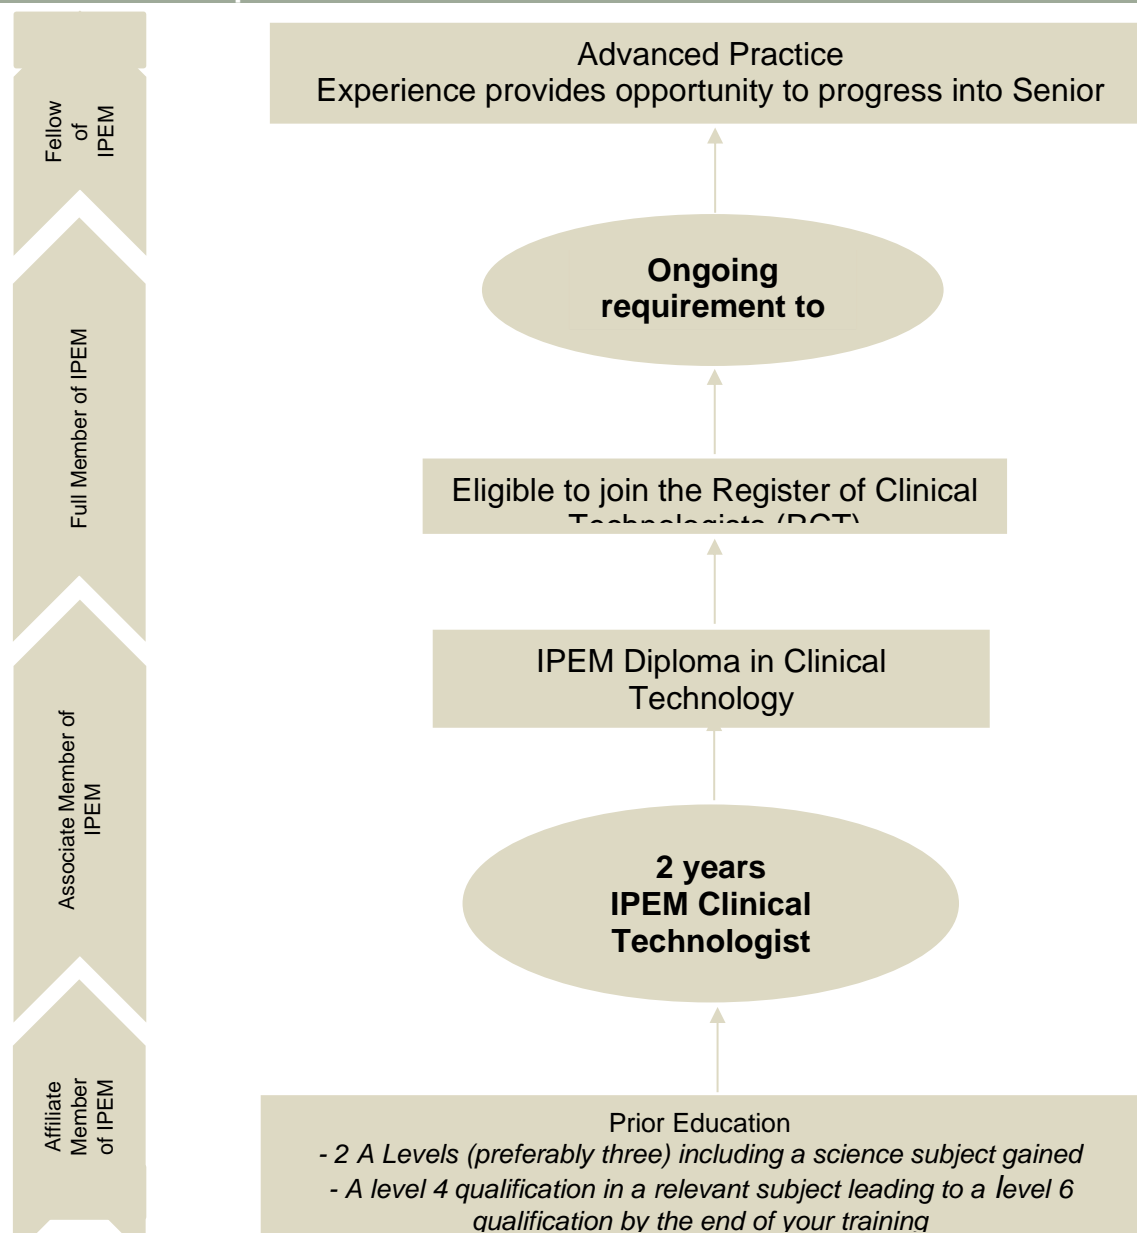 Advanced Practice
Experience provides opportunity to progress into Senior
Fellow
of
IPEM
Ongoing
requirement to
Full Member of IPEM
Eligible to join the Register of Clinical
Technologists (RCT)
IPEM Diploma in Clinical
Technology
Associate Member of
IPEM
2 years
IPEM Clinical
Technologist
Affiliate
Member
of IPEM
Prior Education
- 2 A Levels (preferably three) including a science subject gained
- A level 4 qualification in a relevant subject leading to a level 6
qualification by the end of your training